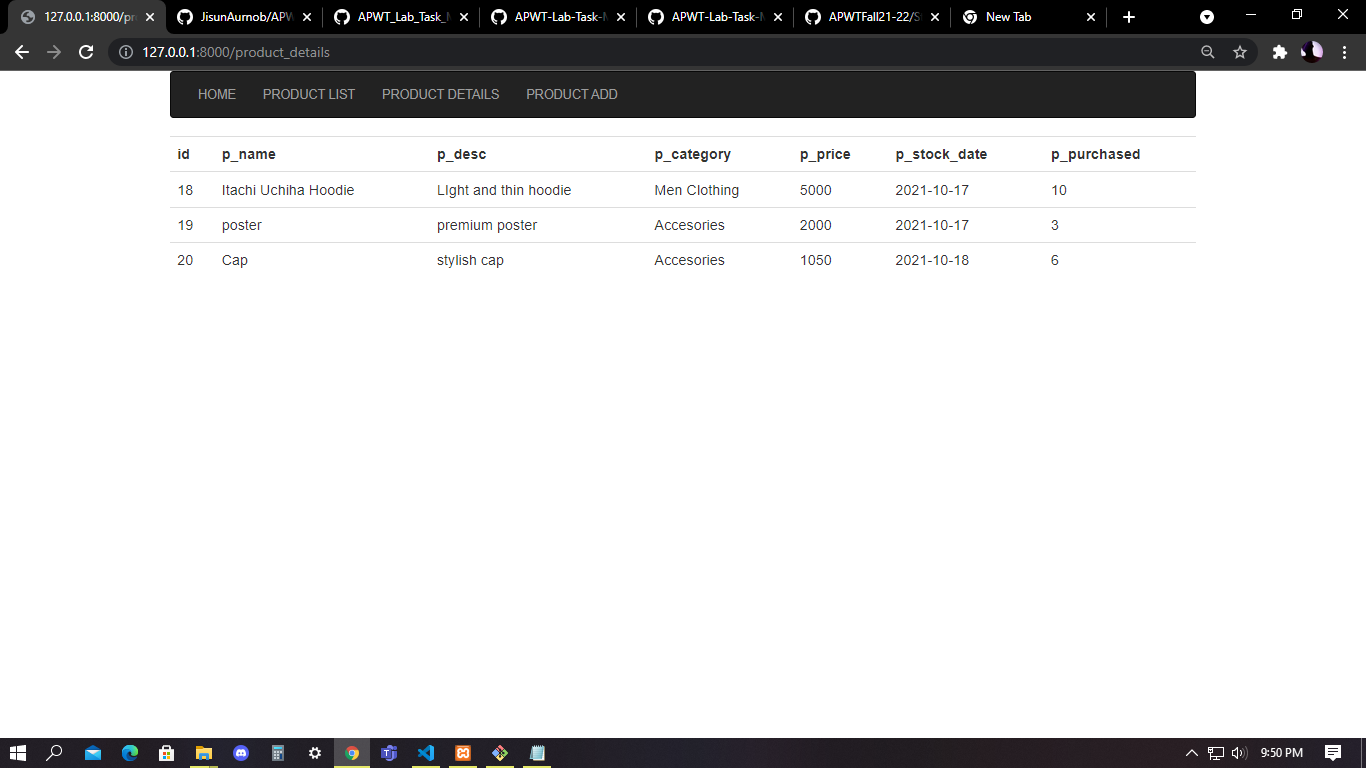 127.0.0.1:8000/pr JisunAurnob/APW APWT_Lab_Task_ APWT-Lab-Task- APWT-Lab-Task- APWTFall21-22/S New Tab
127.0.0.1:8000/product_details
HOME PRODUCT LIST PRODUCT DETAILS PRODUCT ADD
id p_name p_desc p_category p_price p_stock_date p_purchased
18 Itachi Uchiha Hoodie LIght and thin hoodie Men Clothing 5000 2021-10-17 10
19 poster premium poster Accesories 2000 2021-10-17 3
20 Cap stylish cap Accesories 1050 2021-10-18 6
9:50 PM